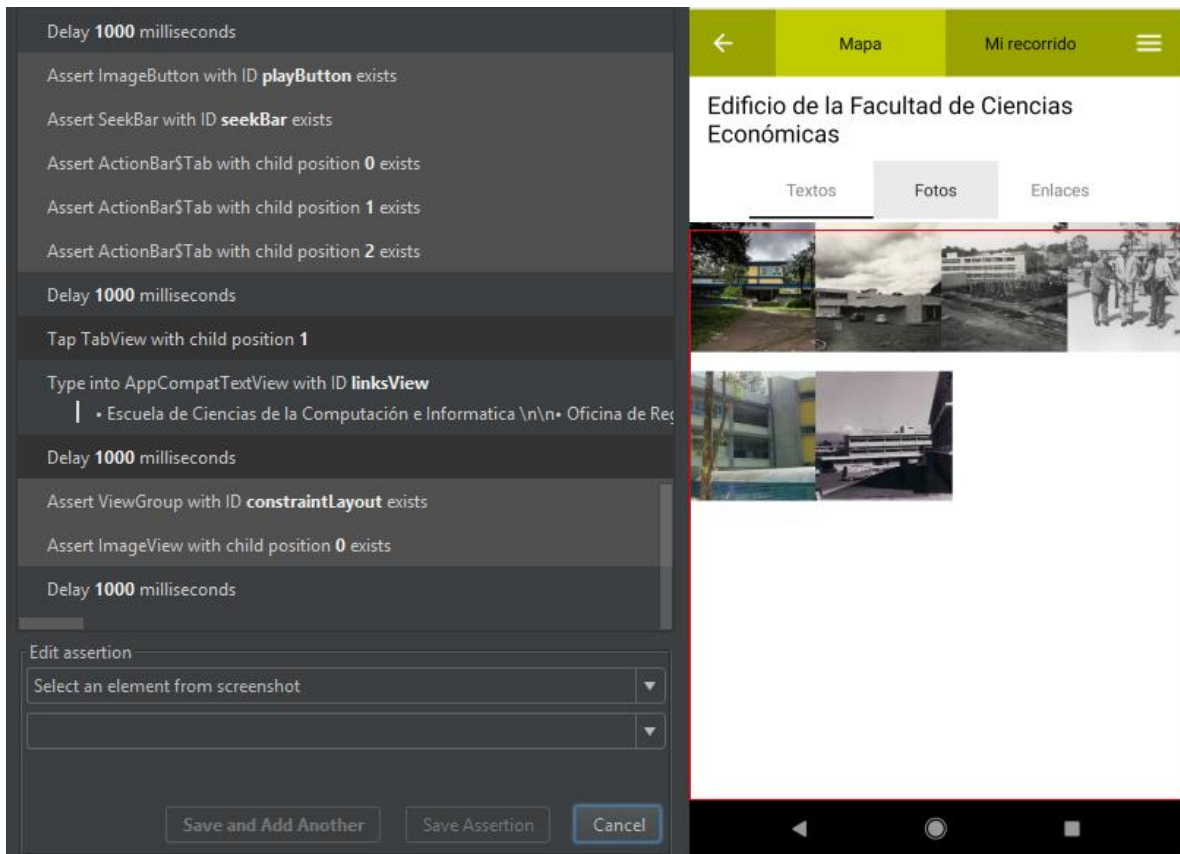 Delay 1000 milliseconds
Assert ImageButton with ID playButton exists
Assert SeekBar with ID seekBar exists
Assert ActionBar$Tab with child position 0 exists
Assert ActionBar$Tab with child position 1 exists
Assert ActionBar$Tab with child position 2 exists
Delay 1000 milliseconds
Tap TabView with child position 1
Type into AppCompatTextView with ID linksView
• Escuela de Ciencias de la Computación e Informatica \n\n• Oficina de Reg
Delay 1000 milliseconds
Assert ViewGroup with ID constraintLayout exists
Assert ImageView with child position 0 exists
Delay 1000 milliseconds
Edit assertion
Select an element from screenshot
Save and Add Another Save Assertion Cancel
Mapa Mi recorrido
Edificio de la Facultad de Ciencias
Económicas
Textos Fotos Enlaces